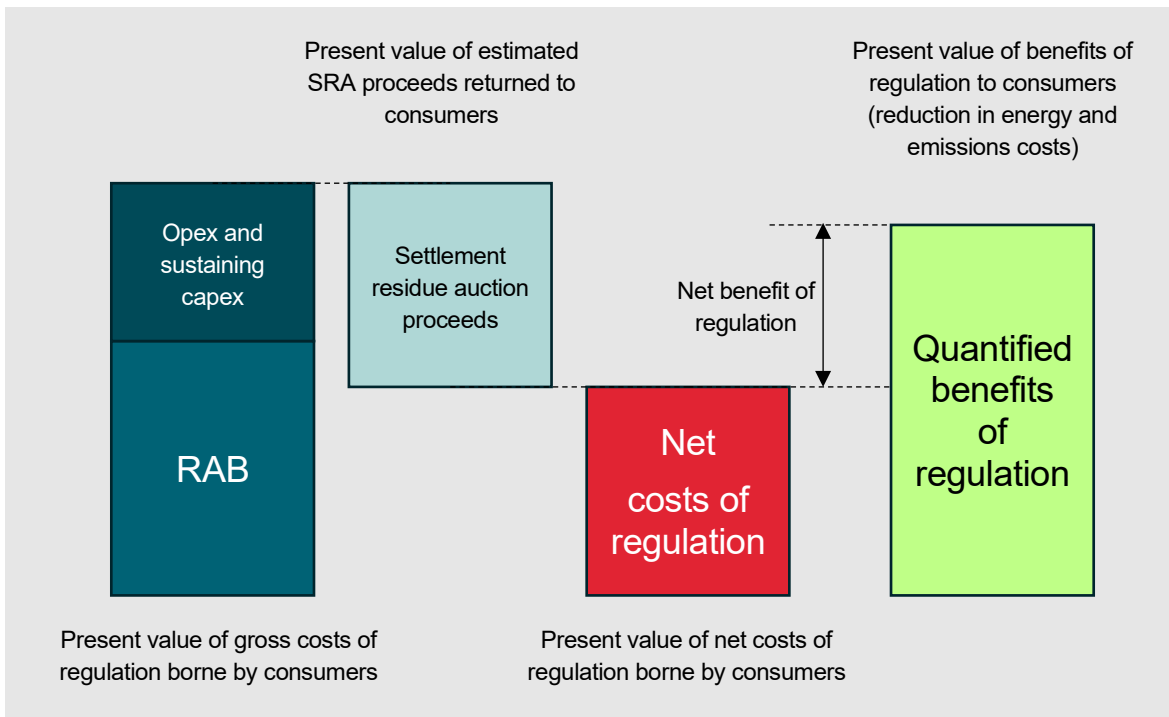 Present value of estimated
SRA proceeds returned to
consumers
Present value of benefits of
regulation to consumers
(reduction in energy and
emissions costs)
Opex and
sustaining
capex
Settlement
residue auction
proceeds
Net benefit of
regulation
RAB
Net
costs of
regulation
Quantified
benefits
of
regulation
Present value of gross costs of
regulation borne by consumers
Present value of net costs of
regulation borne by consumers